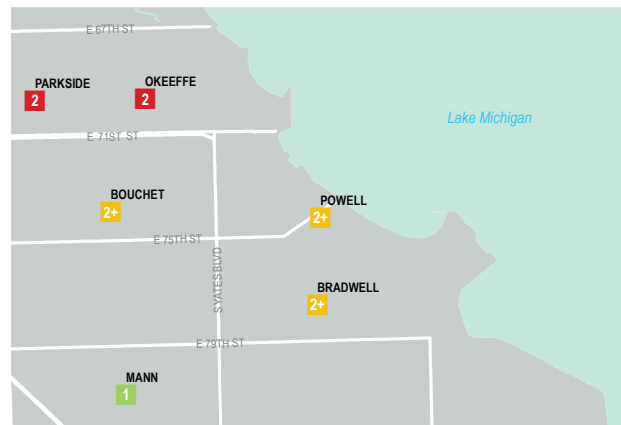 E 67TH ST
PARKSIDE
2
OKEEFFE
2
Lake Michigan
E 71ST ST
BOUCHET
2+
POWELL
2+
E 75TH ST
S YATES BLVD
BRADWELL
2+
E 79TH ST
MANN
1